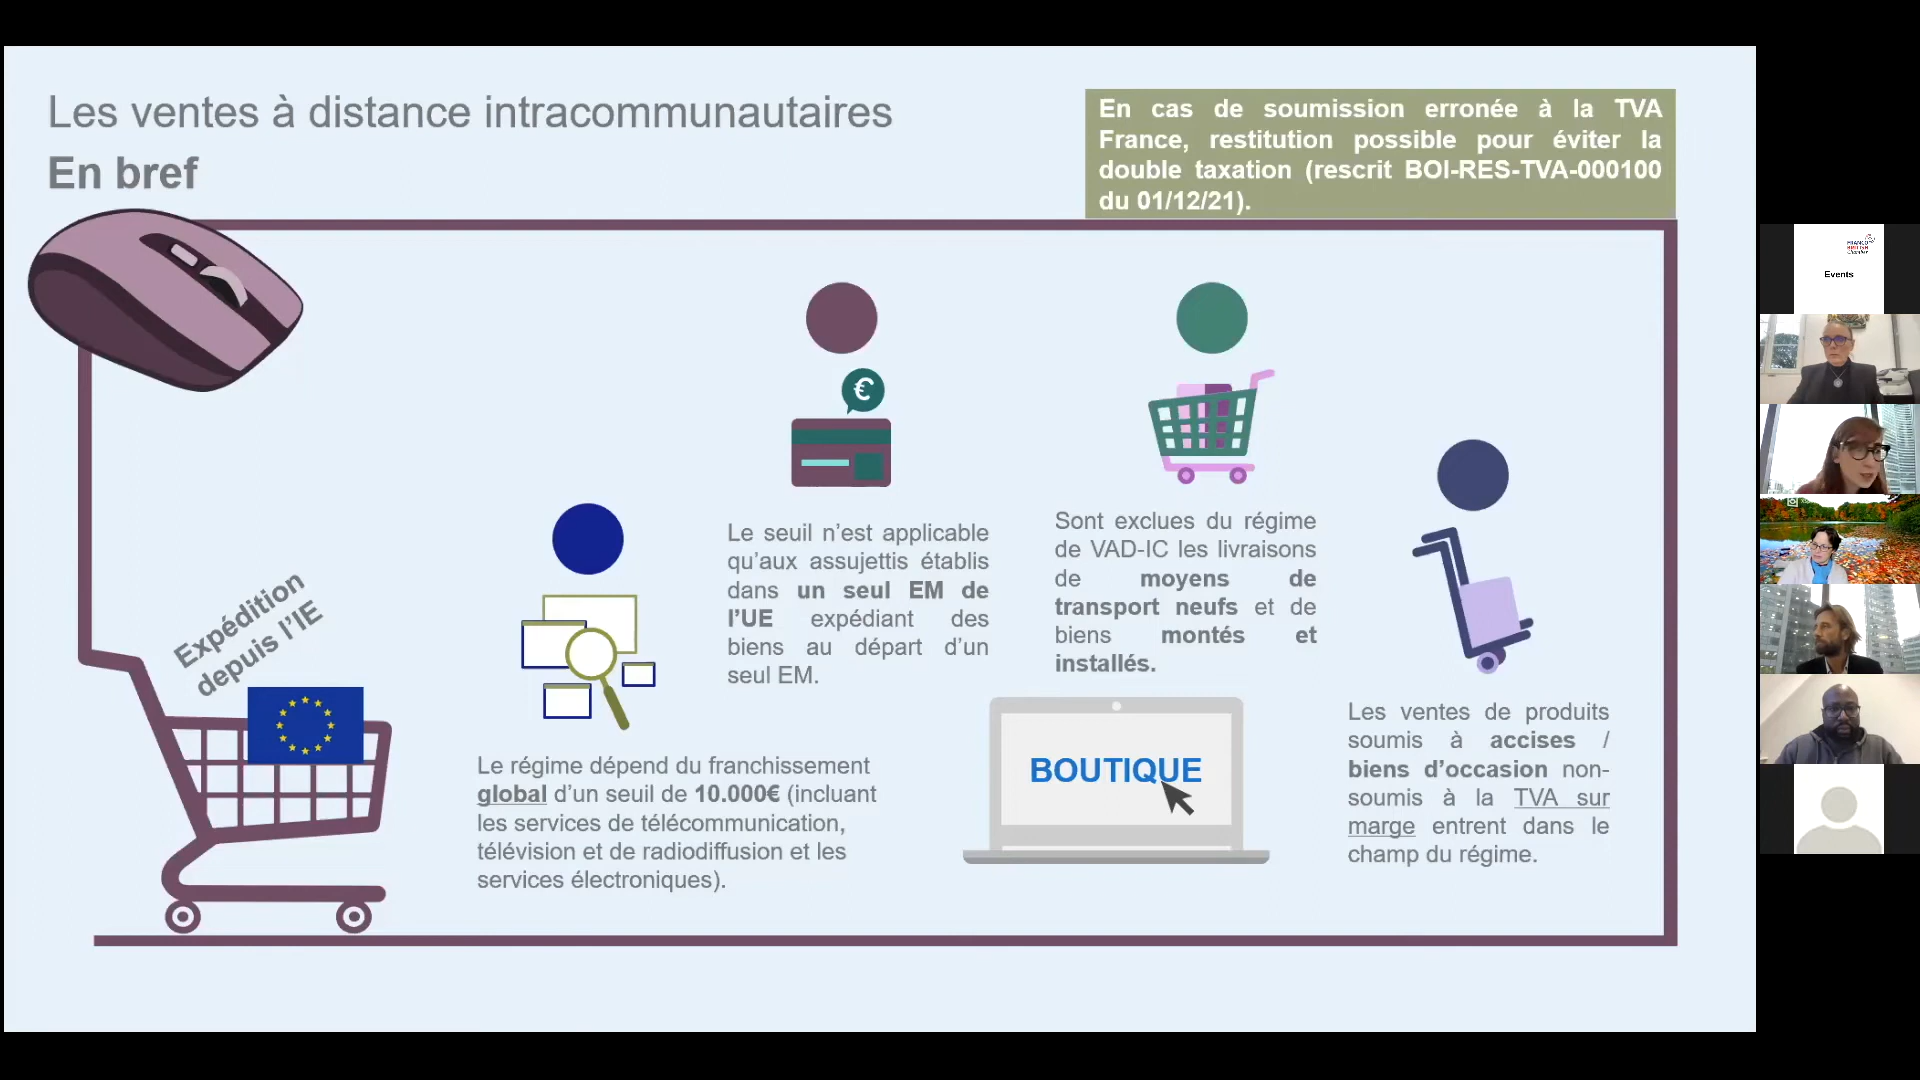 Les ventes à distance intracommunautaires
En bref
En cas de soumission erronée à la TVA
France, restitution possible pour éviter la
double taxation (rescrit BOI-RES-TVA-000100
du 01/12/21).
Expédition
depuis l’IE
Le régime dépend du franchissement
global d’un seuil de 10.000€ (incluant
les services de télécommunication,
télévision et de radiodiffusion et les
services électroniques).
€
Le seuil n’est applicable
qu’aux assujettis établis
dans un seul EM de
l’UE expédiant des
biens au départ d’un
seul EM.
Sont exclues du régime
de VAD-IC les livraisons
de moyens de
transport neufs et de
biens montés et
installés.
BOUTIQUE
Les ventes de produits
soumis à accises /
biens d’occasion non-
soumis à la TVA sur
marge entrent dans le
champ du régime.
FRANCO
BRITISH
Chamber
Events